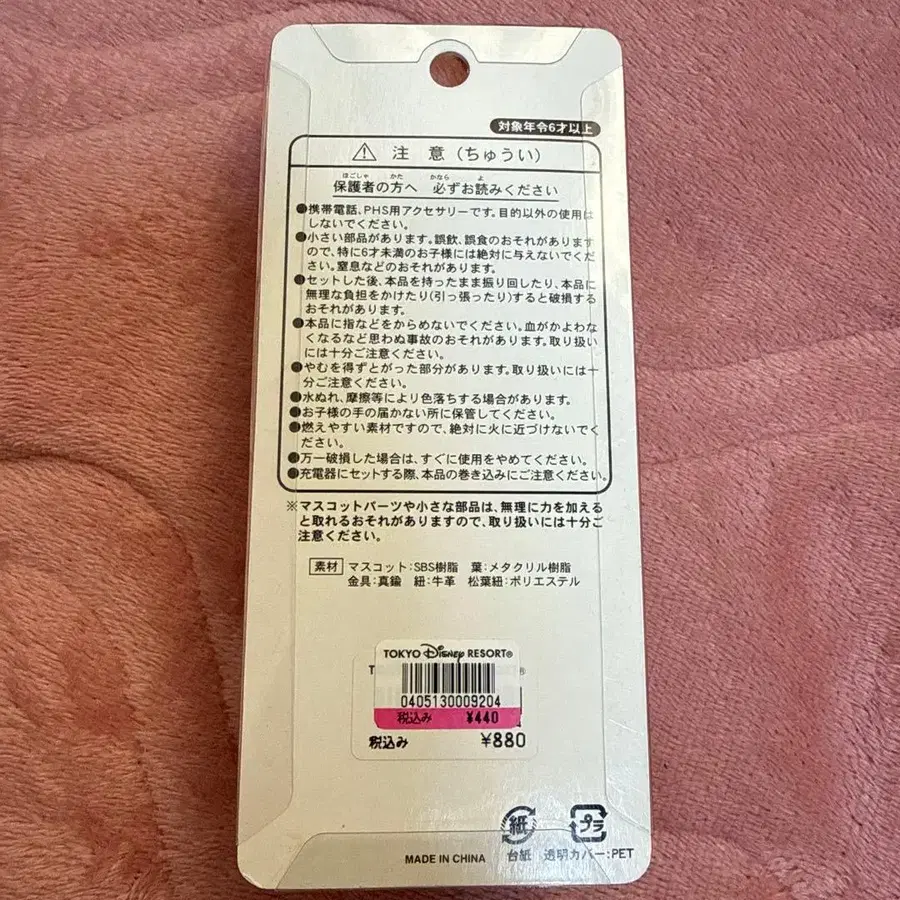 対象年令6才以上
⚠ 注 意 (ちゅうい)
ほごしゃ かた かなら よ
保護者の方へ 必ずお読みください
●携帯電話、PHS用アクセサリーです。目的以外の使用は
しないでください。
●小さい部品があります。誤飲、誤食のおそれがあります
ので、特に6才未満のお子様には絶対に与えないでくだ
さい。窒息などのおそれがあります。
●セットした後、本品を持ったまま振り回したり、本品に
無理な負担をかけたり(引っ張ったり)すると破損する
おそれがあります。
●本品に指などをからめないでください。血がかよわな
くなるなど思わぬ事故のおそれがあります。取り扱い
には十分ご注意ください。
●やむを得ずとがった部分があります。取り扱いには十
分ご注意ください。
●水ぬれ、摩擦等により色落ちする場合があります。
●お子様の手の届かない所に保管してください。
●燃えやすい素材ですので、絶対に火に近づけないでく
ださい。
●万一破損した場合は、すぐに使用をやめてください。
●充電器にセットする際、本品の巻き込みにご注意ください。
※マスコットパーツや小さな部品は、無理に力を加える
と取れるおそれがありますので、取り扱いには十分ご
注意ください。
素材 マスコット:SBS樹脂 葉:メタクリル樹脂
金具:真鍮 紐:牛革 松葉紐:ポリエステル
TOKYO Disney RESORT®
T ®
0405130009204
税込み ¥440
税込み ¥880
紙 プラ
MADE IN CHINA 台紙 透明カバー:PET